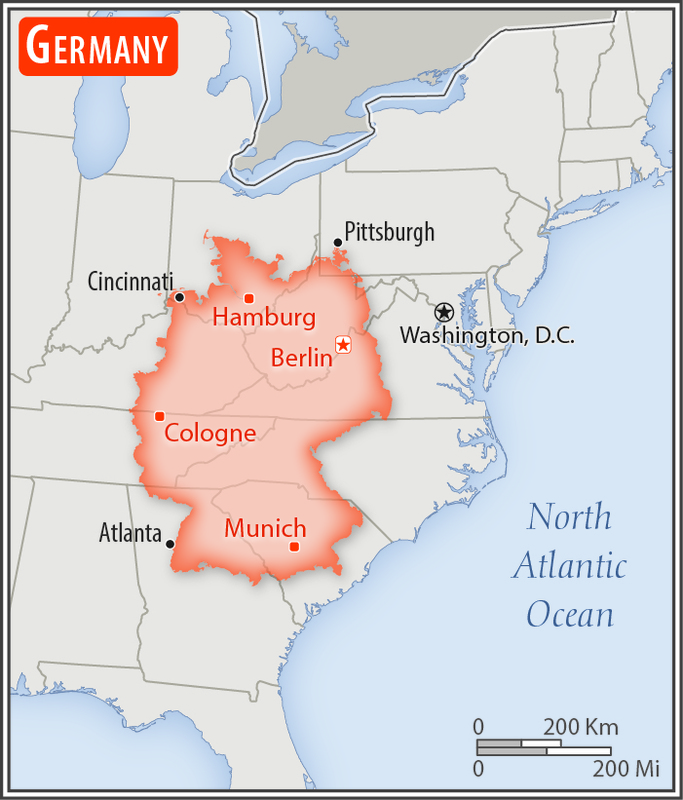 GERMANY
Pittsburgh
Cincinnati
Hamburg
Washington, D.C.
Berlin
Cologne
Atlanta
Munich
North
Atlantic
Ocean
0 200 Km
0 200 Mi